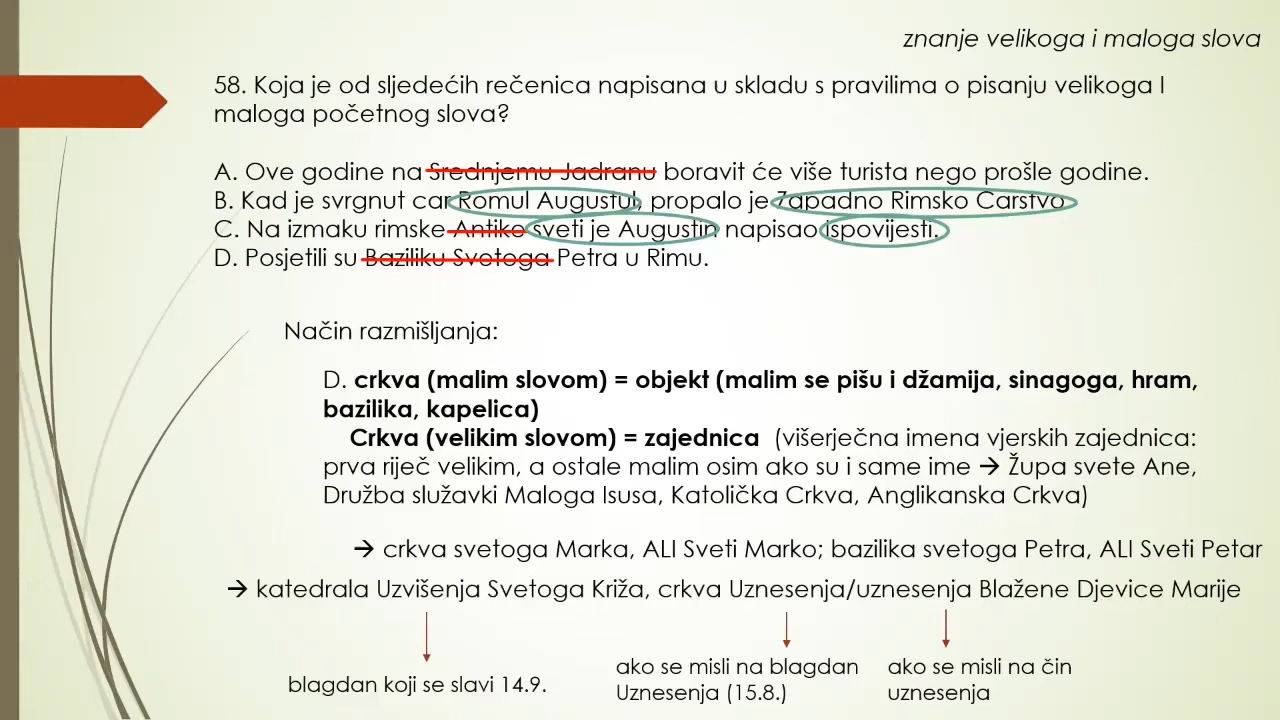 znanje velikoga i maloga slova
58. Koja je od sljedećih rečenica napisana u skladu s pravilima o pisanju velikoga I
maloga početnog slova?
A. Ove godine na Srednjemu Jadranu boravit će više turista nego prošle godine.
B. Kad je svrgnut car Romul Augustul, propalo je Zapadno Rimsko Carstvo
C. Na izmaku rimske Antike sveti je Augustin napisao ispovijesti.
D. Posjetili su Baziliku Svetoga Petra u Rimu.
Način razmišljanja:
D. crkva (malim slovom) = objekt (malim se pišu i džamija, sinagoga, hram,
bazilika, kapelica)
Crkva (velikim slovom) = zajednica (višerječna imena vjerskih zajednica:
prva riječ velikim, a ostale malim osim ako su i same ime → Župa svete Ane,
Družba služavki Maloga Isusa, Katolička Crkva, Anglikanska Crkva)
→ crkva svetoga Marka, ALI Sveti Marko; bazilika svetoga Petra, ALI Sveti Petar
→ katedrala Uzvišenja Svetoga Križa, crkva Uznesenja/uznesenja Blažene Djevice Marije
blagdan koji se slavi 14.9.
ako se misli na blagdan
Uznesenja (15.8.)
ako se misli na čin
uznesenja